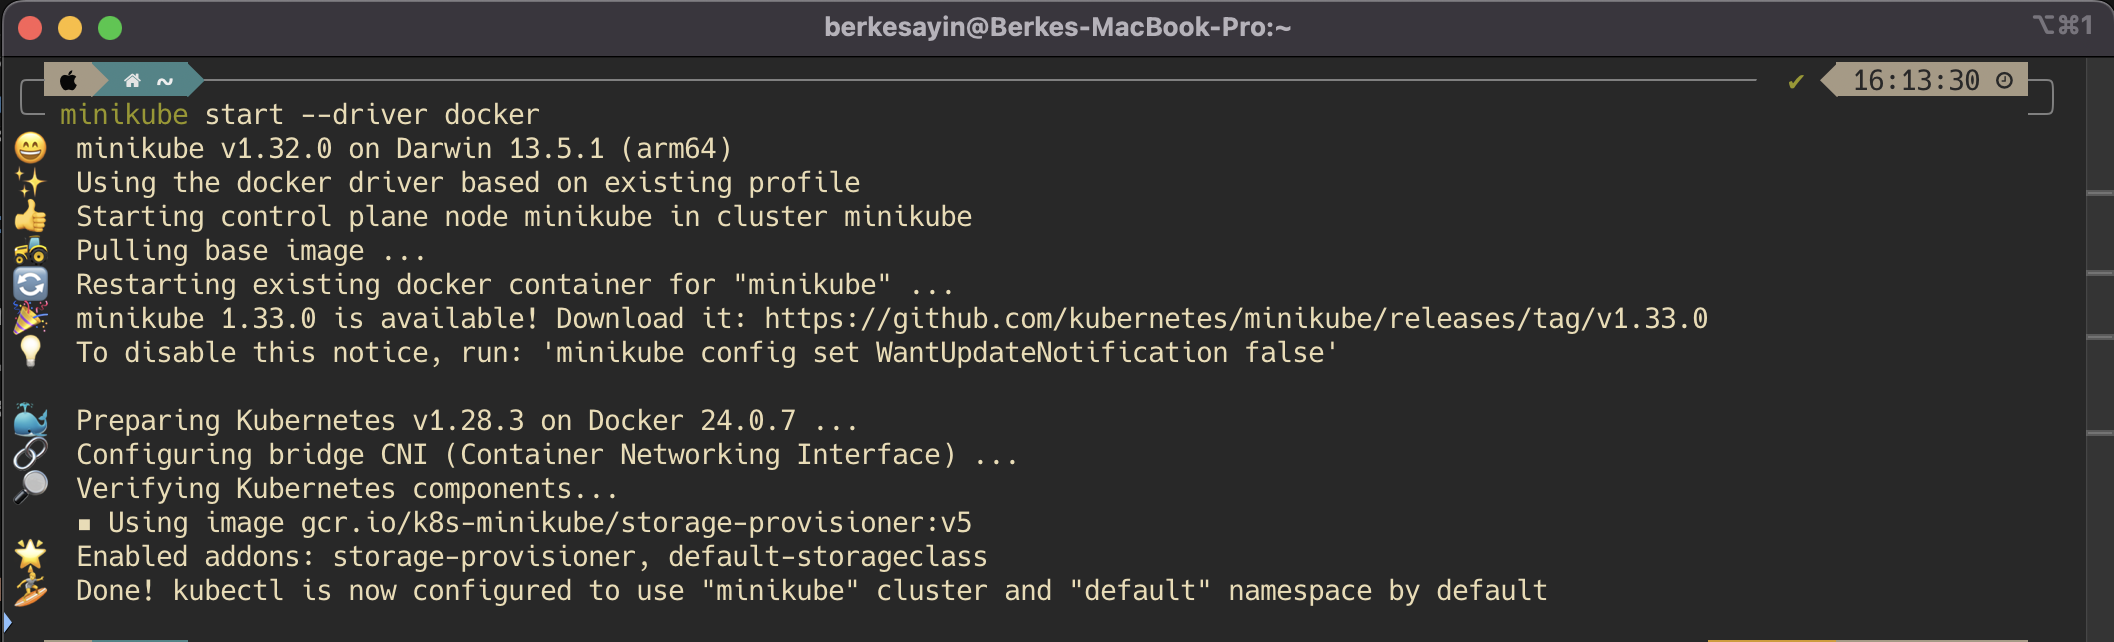 berkesayin@Berkes-MacBook-Pro:~
⌥⌘1
~
✔ 16:13:30
minikube start --driver docker
😄 minikube v1.32.0 on Darwin 13.5.1 (arm64)
✨ Using the docker driver based on existing profile
👍 Starting control plane node minikube in cluster minikube
🚜 Pulling base image ...
🔄 Restarting existing docker container for "minikube" ...
🎉 minikube 1.33.0 is available! Download it: https://github.com/kubernetes/minikube/releases/tag/v1.33.0
💡 To disable this notice, run: 'minikube config set WantUpdateNotification false'
🐳 Preparing Kubernetes v1.28.3 on Docker 24.0.7 ...
🔗 Configuring bridge CNI (Container Networking Interface) ...
🔎 Verifying Kubernetes components...
▪ Using image gcr.io/k8s-minikube/storage-provisioner:v5
🌟 Enabled addons: storage-provisioner, default-storageclass
🏄 Done! kubectl is now configured to use "minikube" cluster and "default" namespace by default